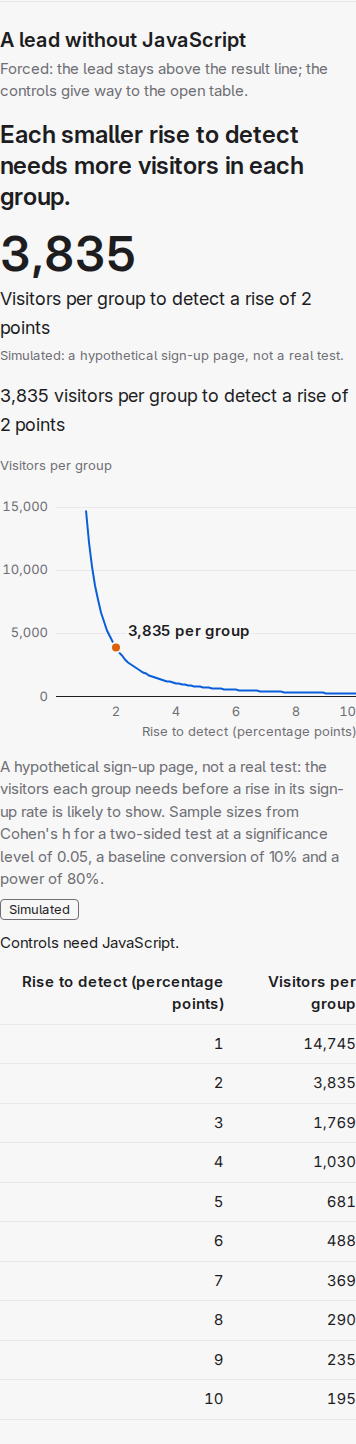 A lead without JavaScript
Forced: the lead stays above the result line; the
controls give way to the open table.
Each smaller rise to detect
needs more visitors in each
group.
3,835
Visitors per group to detect a rise of 2
points
Simulated: a hypothetical sign-up page, not a real test.
3,835 visitors per group to detect a rise of
2 points
Visitors per group
15,000
10,000
5,000
3,835 per group
0
2 4 6 8 10
Rise to detect (percentage points)
A hypothetical sign-up page, not a real test: the
visitors each group needs before a rise in its sign-
up rate is likely to show. Sample sizes from
Cohen's h for a two-sided test at a significance
level of 0.05, a baseline conversion of 10% and a
power of 80%.
Simulated
Controls need JavaScript.
Rise to detect (percentage Visitors per
points) group
1 14,745
2 3,835
3 1,769
4 1,030
5 681
6 488
7 369
8 290
9 235
10 195